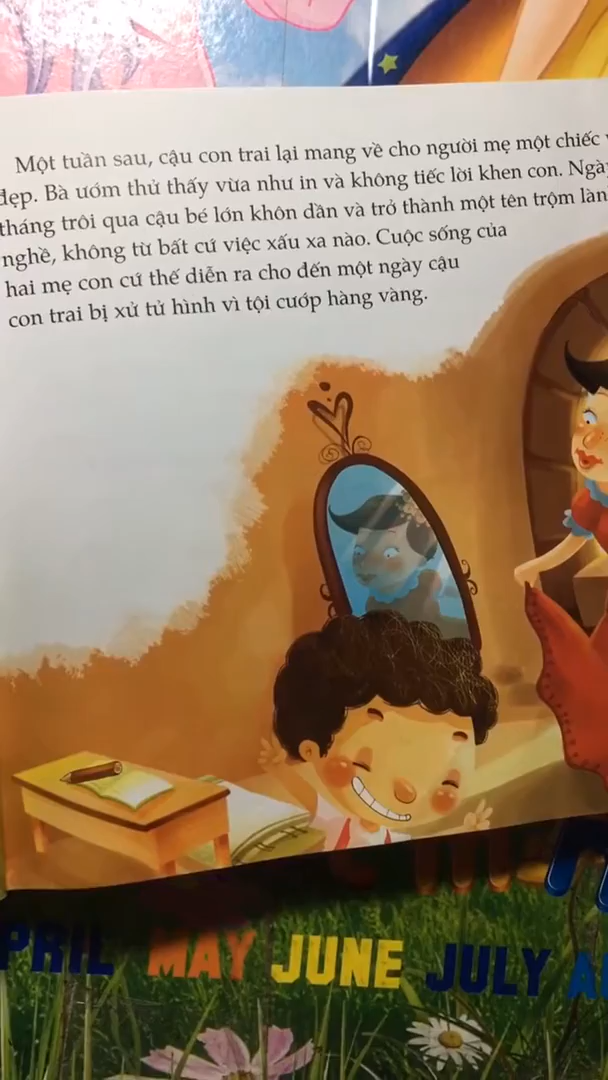 Một tuần sau, cậu con trai lại mang về cho người mẹ một chiếc
đẹp. Bà ướm thử thấy vừa như in và không tiếc lời khen con. Ngày
tháng trôi qua cậu bé lớn khôn dần và trở thành một tên trộm lành
nghề, không từ bất cứ việc xấu xa nào. Cuộc sống của
hai mẹ con cứ thế diễn ra cho đến một ngày cậu
con trai bị xử tử hình vì tội cướp hàng vàng.
PRIL MAY JUNE JULY